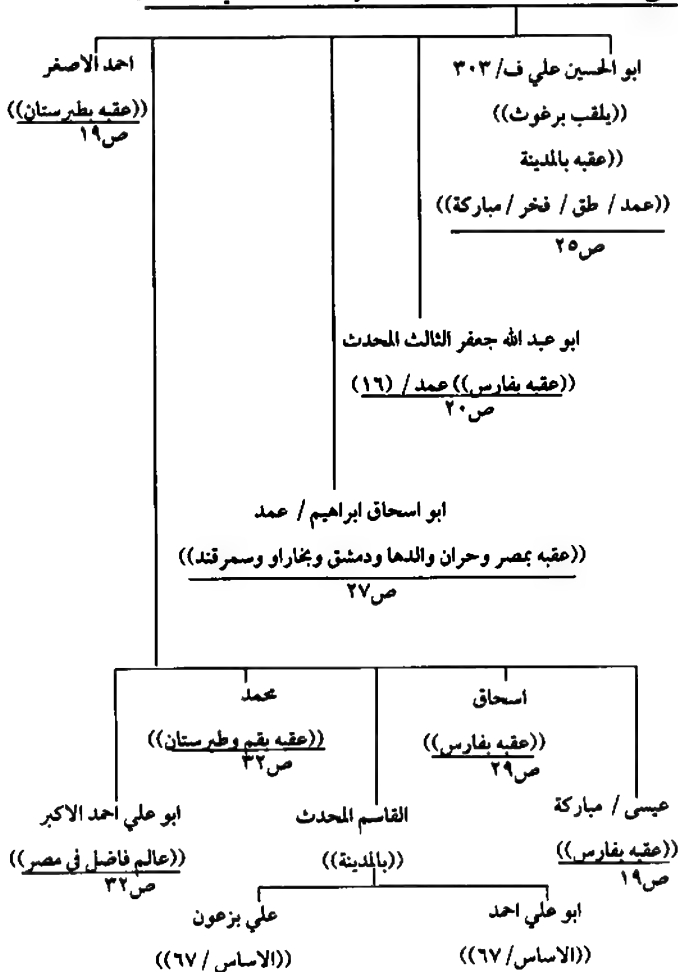 ابو الحسين علي ف/ ٣٠٣
((يلقب برغوث))
((عقبه بالمدينة
((عمد / طق / فخر / مباركة))
ص٢٥
احمد الاصغر
((عقبه بطبرستان))
ص١٩
ابو عبد الله جعفر الثالث المحدث
((عقبه بفارس)) عمد / (١٦)
ص٢٠
ابو اسحاق ابراهيم / عمد
((عقبه بمصر وحران والدها ودمشق وبخاراو وسمرقند))
ص٢٧
اسحاق
((عقبه بفارس))
ص٢٩
محمد
((عقبه بقم وطبرستان))
ص٣٢
عيسى / مباركة
((عقبه بفارس))
ص١٩
القاسم المحدث
((بالمدينة))
ابو علي احمد الاكبر
((عالم فاضل في مصر))
ص٣٢
ابو علي احمد
((الاساس/ ٦٧))
علي بزعون
((الاساس/ ٦٧))